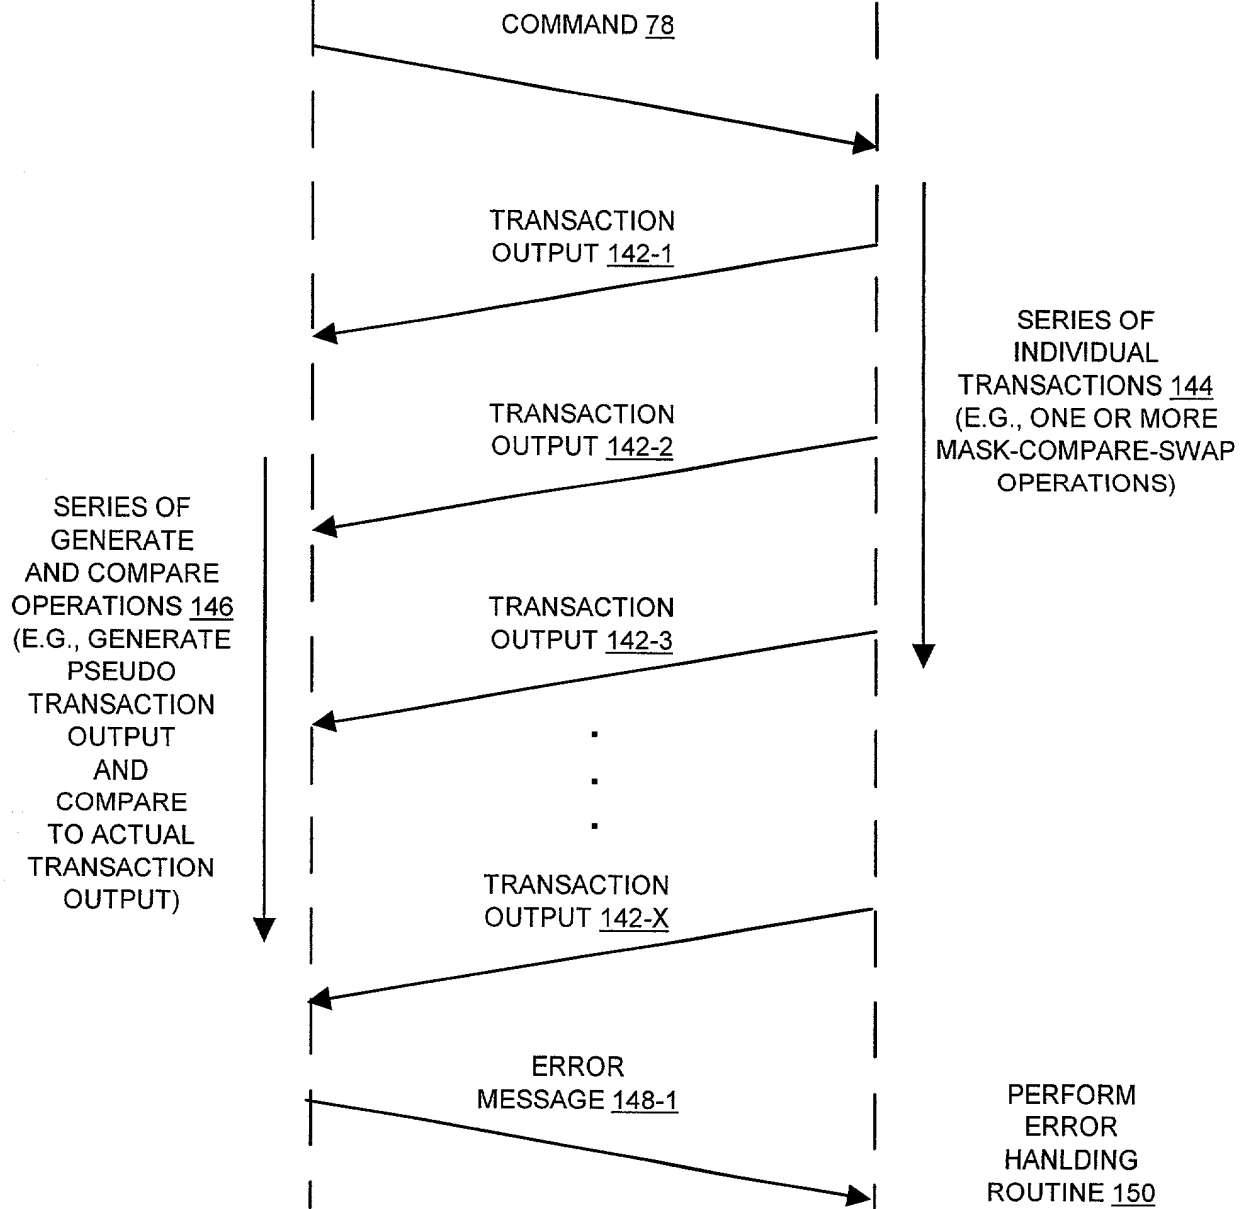 COMMAND 78
TRANSACTION
OUTPUT 142-1
SERIES OF
INDIVIDUAL
TRANSACTIONS 144
(E.G., ONE OR MORE
MASK-COMPARE-SWAP
OPERATIONS)
TRANSACTION
OUTPUT 142-2
SERIES OF
GENERATE
AND COMPARE
OPERATIONS 146
(E.G., GENERATE
PSEUDO
TRANSACTION
OUTPUT
AND
COMPARE
TO ACTUAL
TRANSACTION
OUTPUT)
TRANSACTION
OUTPUT 142-3
TRANSACTION
OUTPUT 142-X
ERROR
MESSAGE 148-1
PERFORM
ERROR
HANLDING
ROUTINE 150